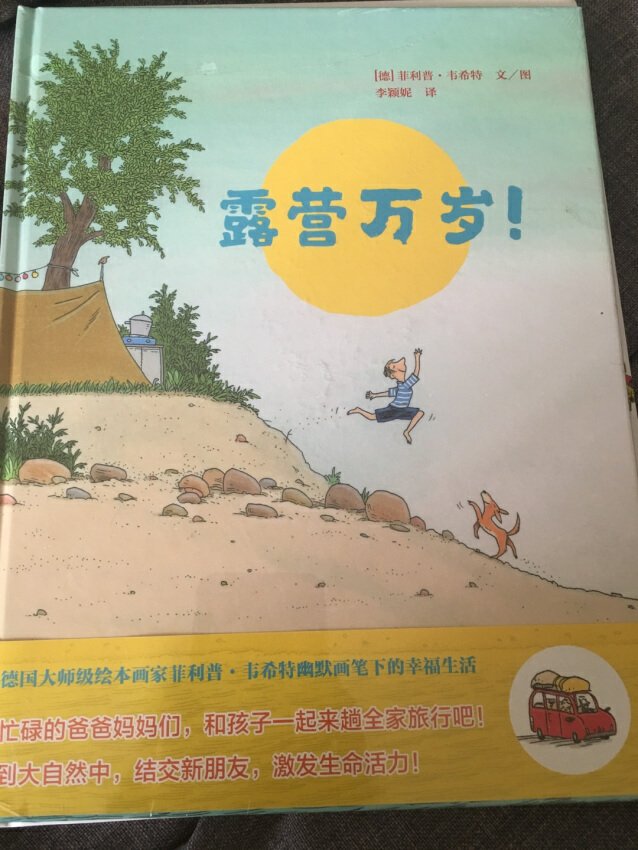 [德]菲利普·韦希特 文／图
李颖妮 译
露营万岁！
德国大师级绘本画家菲利普·韦希特幽默画笔下的幸福生活
忙碌的爸爸妈妈们，和孩子一起来趟全家旅行吧！
到大自然中，结交新朋友，激发生命活力！